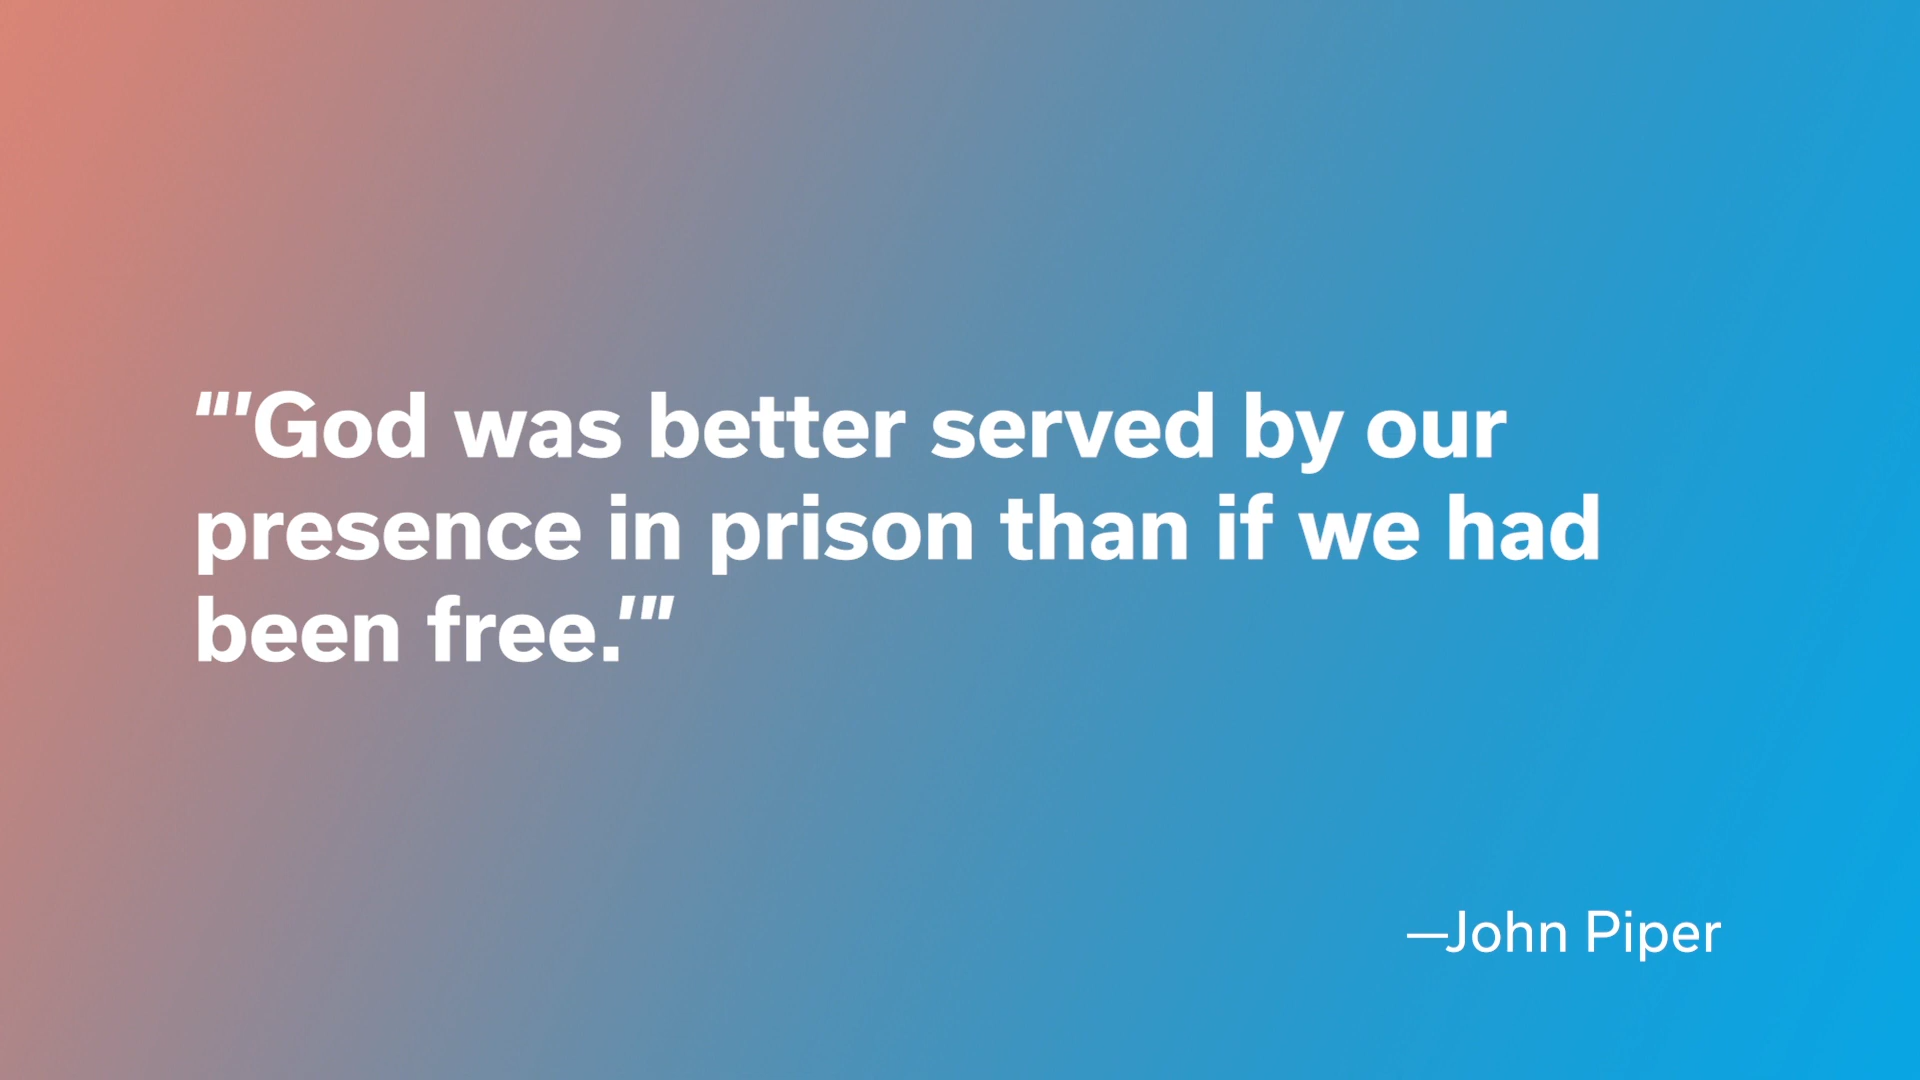 “‘God was better served by our
presence in prison than if we had
been free.’”
—John Piper